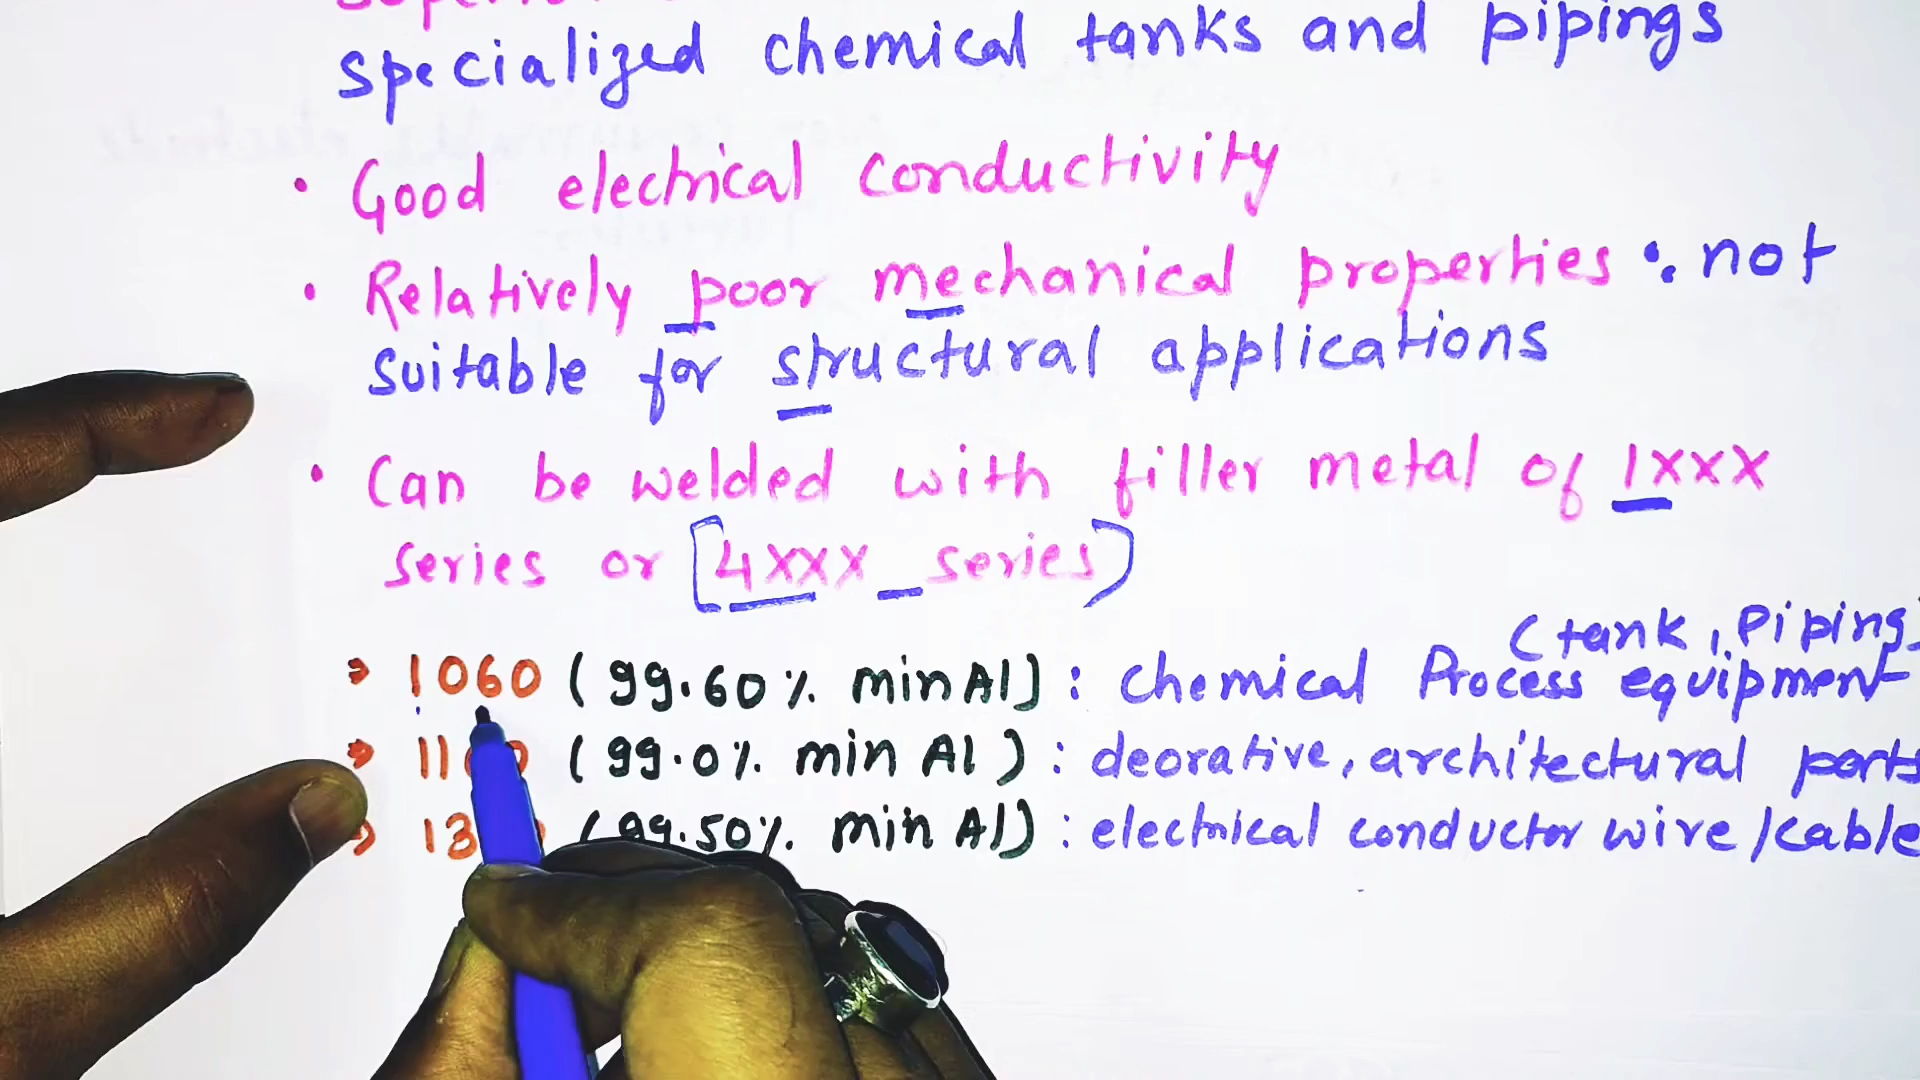 specialized chemical tanks and pipings
• Good electrical conductivity
• Relatively poor mechanical properties ∴ not
suitable for structural applications
• Can be welded with filler metal of 1xxx
series or [4xxx series)
(tank, Piping)
→ 1060 (99.60% min Al) : chemical Process equipment
(99.0% min Al) : deorative, architectural parts
(99.50% min Al) : electrical conductor wire/cable